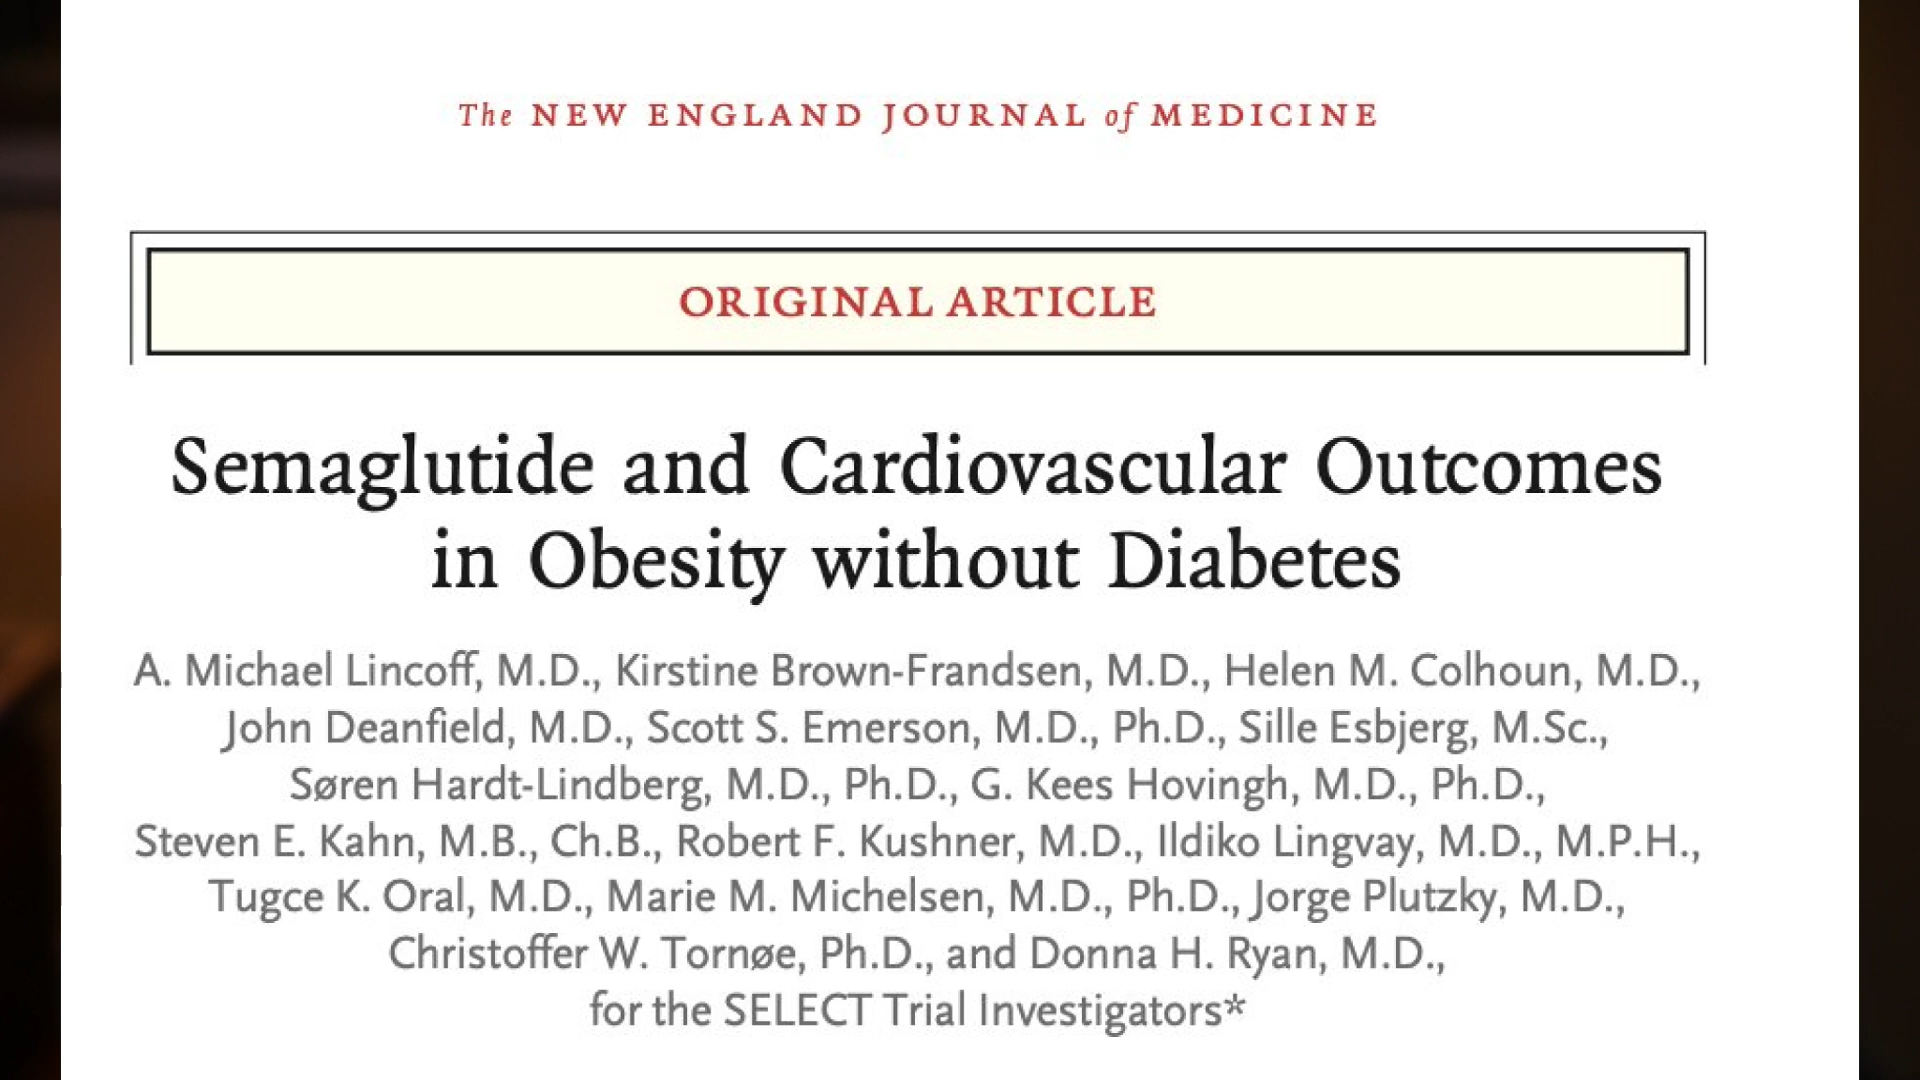 The NEW ENGLAND JOURNAL of MEDICINE
ORIGINAL ARTICLE
Semaglutide and Cardiovascular Outcomes
in Obesity without Diabetes
A. Michael Lincoff, M.D., Kirstine Brown-Frandsen, M.D., Helen M. Colhoun, M.D.,
John Deanfield, M.D., Scott S. Emerson, M.D., Ph.D., Sille Esbjerg, M.Sc.,
Søren Hardt-Lindberg, M.D., Ph.D., G. Kees Hovingh, M.D., Ph.D.,
Steven E. Kahn, M.B., Ch.B., Robert F. Kushner, M.D., Ildiko Lingvay, M.D., M.P.H.,
Tugce K. Oral, M.D., Marie M. Michelsen, M.D., Ph.D., Jorge Plutzky, M.D.,
Christoffer W. Tornøe, Ph.D., and Donna H. Ryan, M.D.,
for the SELECT Trial Investigators*